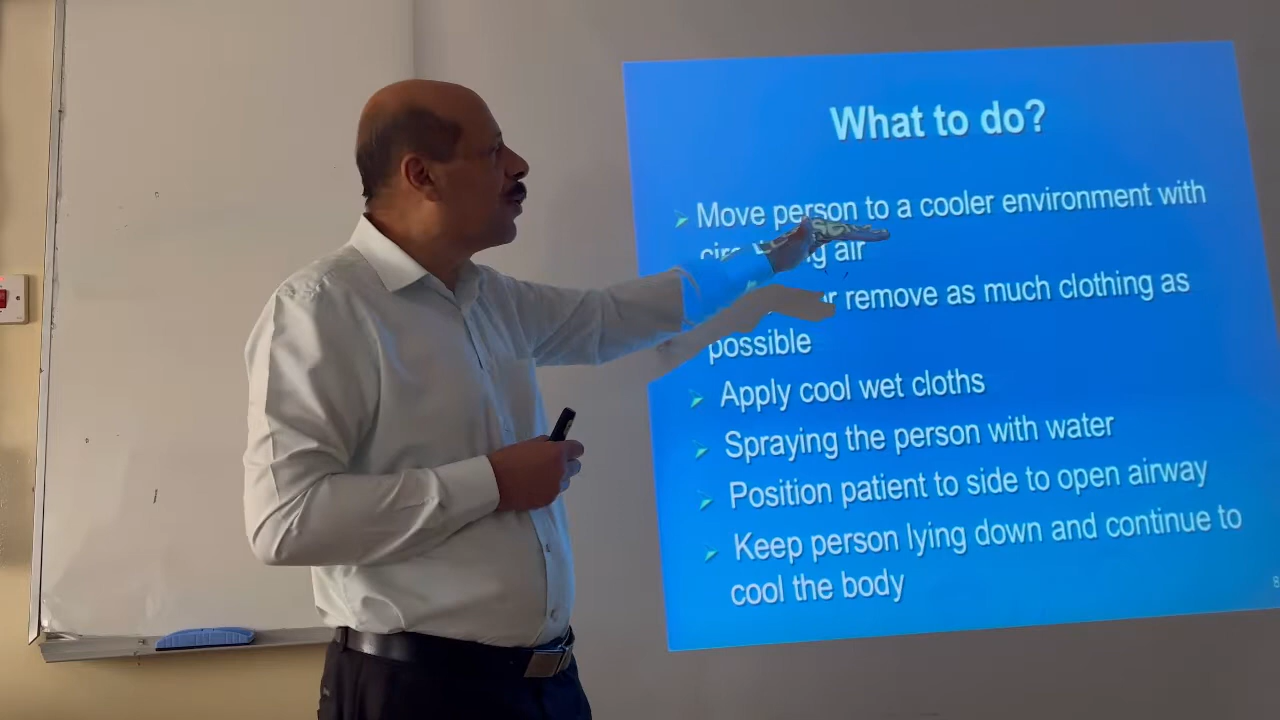 What to do?
Move person to a cooler environment with
air
remove as much clothing as
possible
Apply cool wet cloths
Spraying the person with water
Position patient to side to open airway
Keep person lying down and continue to
cool the body